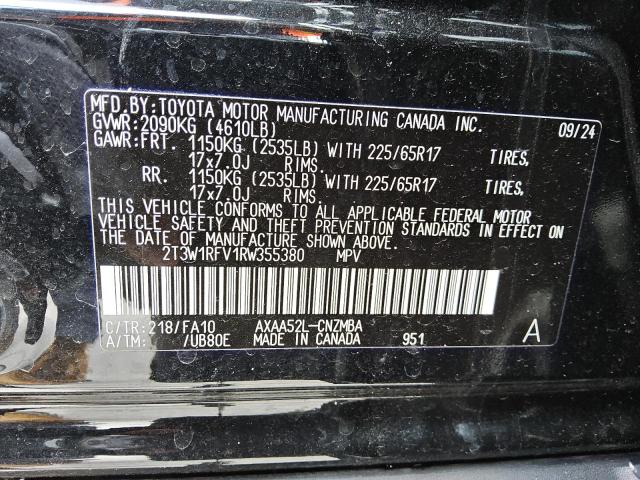 MFD.BY:TOYOTA MOTOR MANUFACTURING CANADA INC.
GVWR:2090KG (4610LB) 09/24
GAWR:FRT. 1150KG (2535LB) WITH 225/65R17 TIRES,
17x7.0J RIMS.
RR. 1150KG (2535LB) WITH 225/65R17 TIRES,
17x7.0J RIMS.
THIS VEHICLE CONFORMS TO ALL APPLICABLE FEDERAL MOTOR
VEHICLE SAFETY AND THEFT PREVENTION STANDARDS IN EFFECT ON
THE DATE OF MANUFACTURE SHOWN ABOVE.
2T3W1RFV1RW355380 MPV
C/TR:218/FA10 AXAA52L-CNZMBA A
A/TM: /UB80E MADE IN CANADA 951